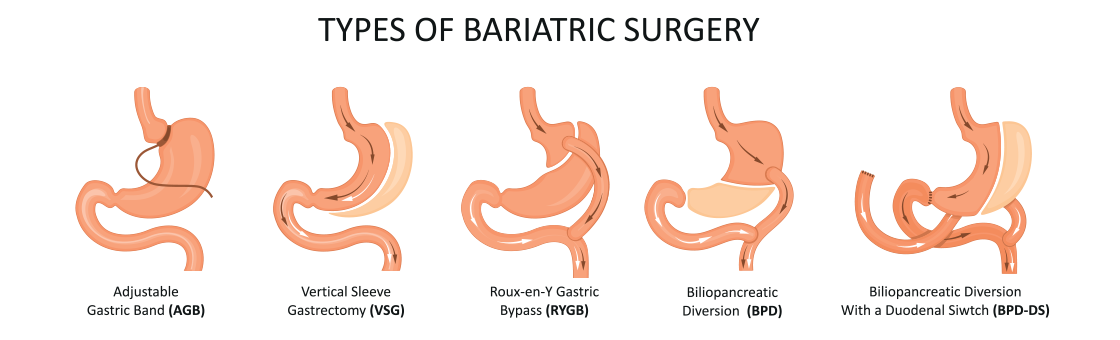 TYPES OF BARIATRIC SURGERY
Adjustable
Gastric Band (AGB)
Vertical Sleeve
Gastrectomy (VSG)
Roux-en-Y Gastric
Bypass (RYGB)
Biliopancreatic
Diversion (BPD)
Biliopancreatic Diversion
With a Duodenal Siwtch (BPD-DS)